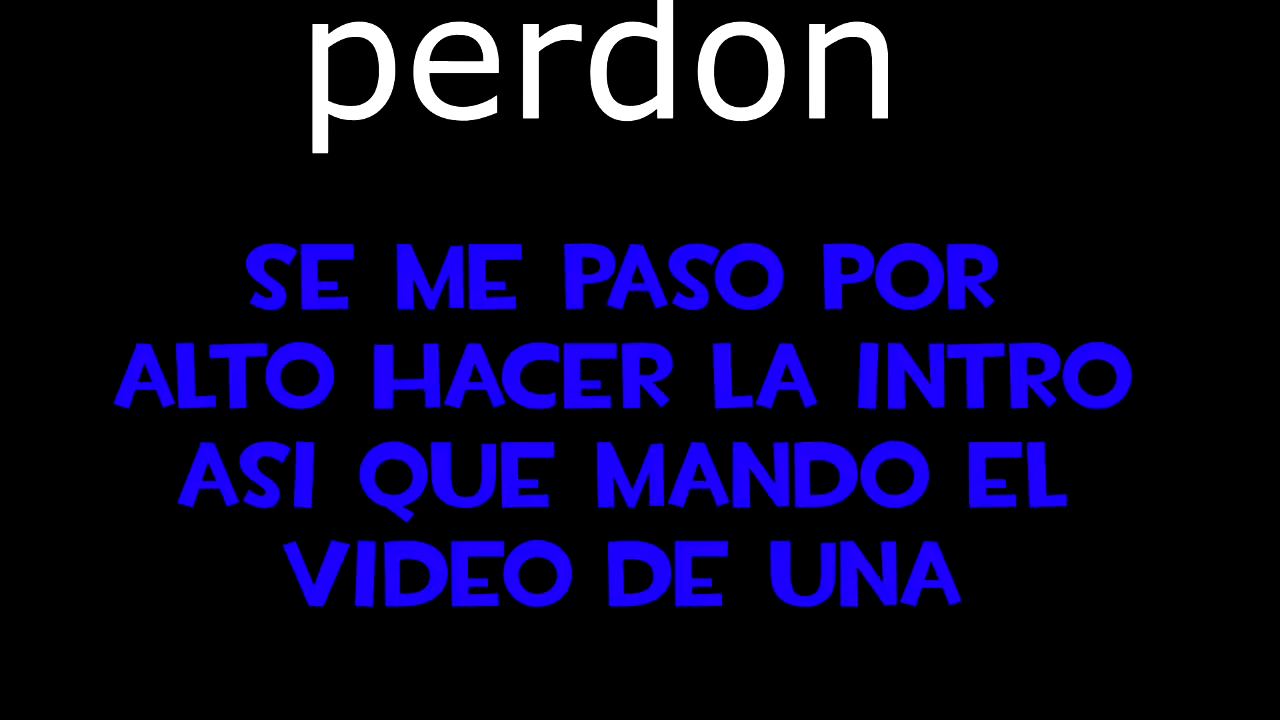 perdon
SE ME PASO POR
ALTO HACER LA INTRO
ASI QUE MANDO EL
VIDEO DE UNA